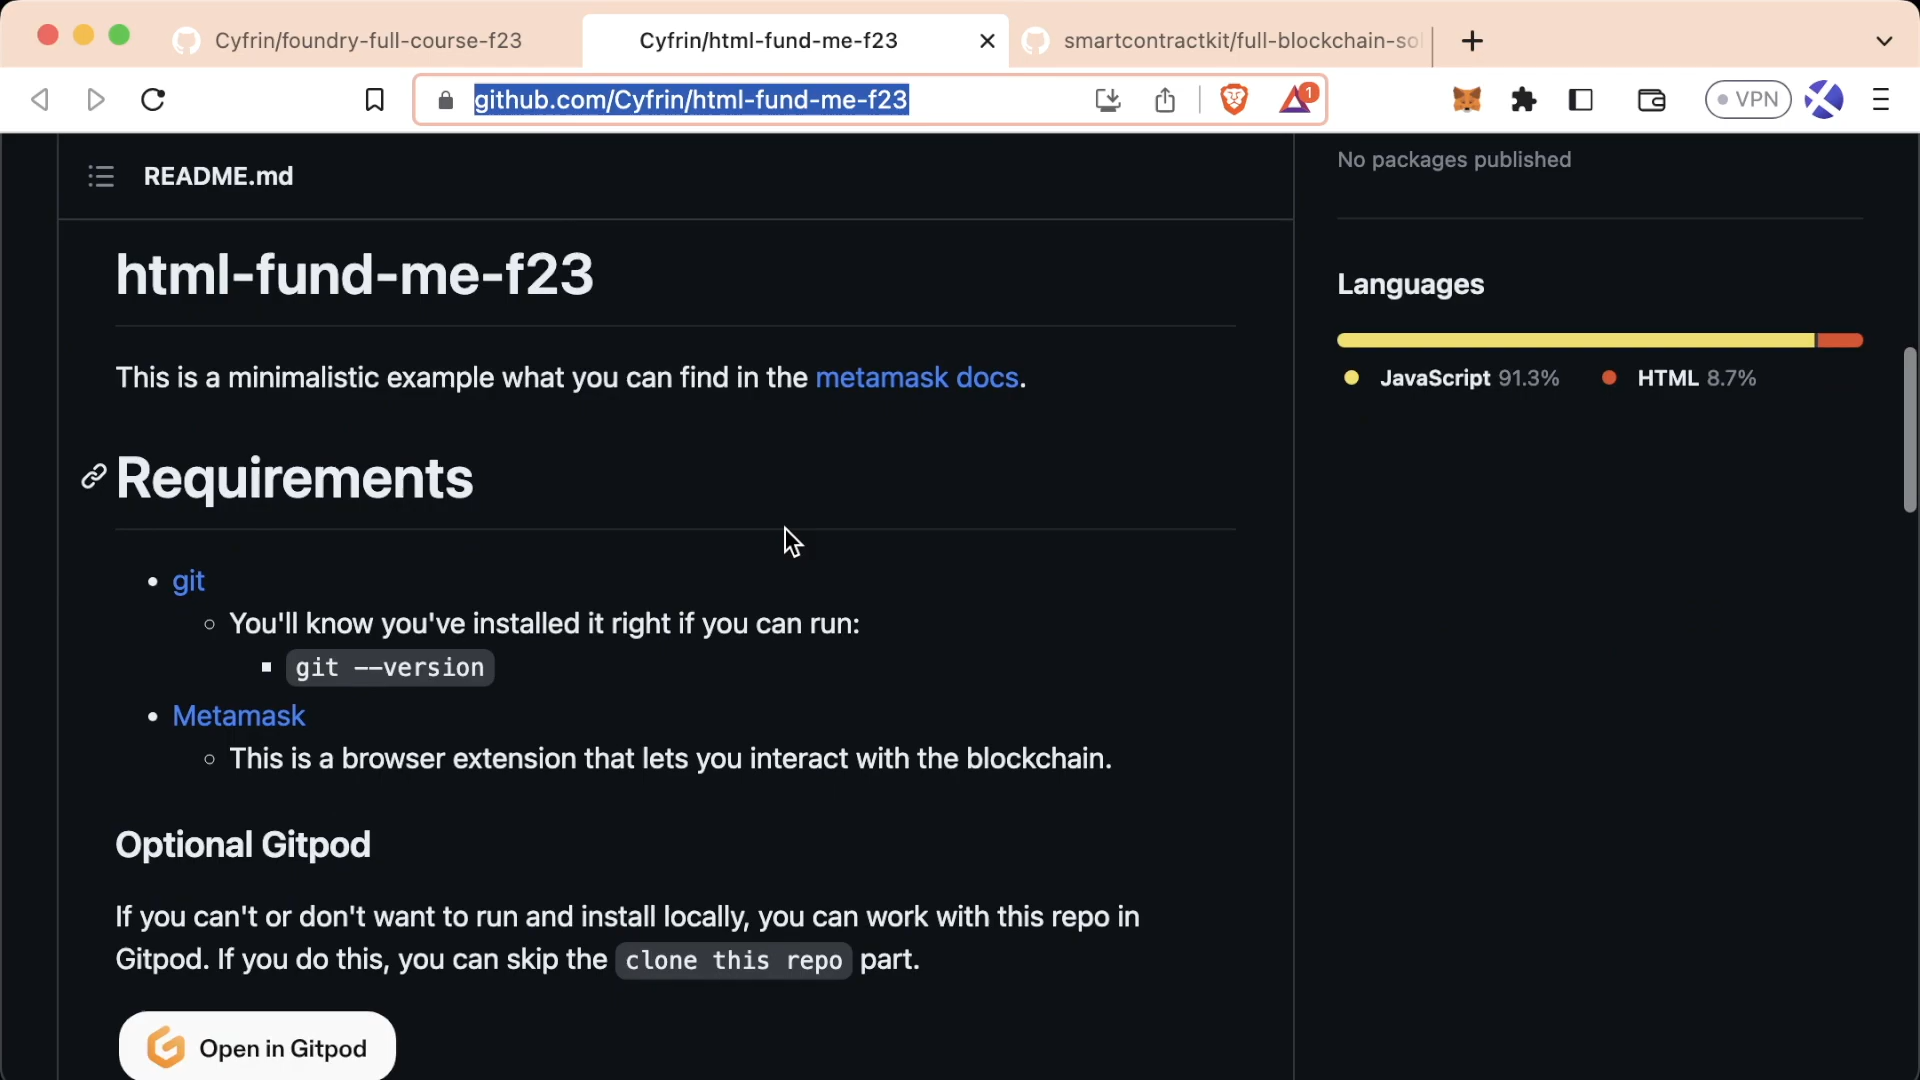 Cyfrin/foundry-full-course-f23
Cyfrin/html-fund-me-f23
smartcontractkit/full-blockchain-sol
github.com/Cyfrin/html-fund-me-f23
1
VPN
README.md
No packages published
html-fund-me-f23
Languages
This is a minimalistic example what you can find in the metamask docs.
JavaScript 91.3% HTML 8.7%
Requirements
git
You'll know you've installed it right if you can run:
git --version
Metamask
This is a browser extension that lets you interact with the blockchain.
Optional Gitpod
If you can't or don't want to run and install locally, you can work with this repo in
Gitpod. If you do this, you can skip the clone this repo part.
Open in Gitpod